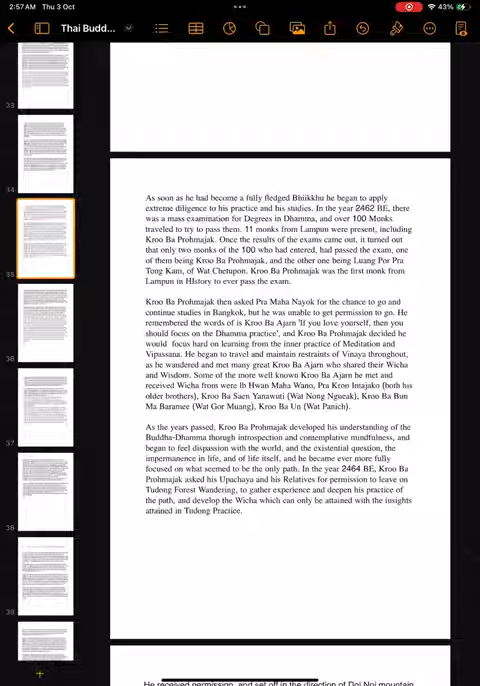 2:57AM Thu 3 Oct
43%
Thai Budd...
As soon as he had become a fully fledged Bhiikkhu he began to apply
extreme diligence to his practice and his studies. In the year 2462 BE, there
was a mass examination for Degrees in Dhamma, and over 100 Monks
traveled to try to pass them. 11 monks from Lampun were present, including
Kroo Ba Prohmajak. Once the results of the exams came out, it turned out
that only two monks of the 100 who had entered, had passed the exam, one
of them being Kroo Ba Prohmajak, and the other one being Luang Por Pra
Tong Kam, of Wat Chetupon. Kroo Ba Prohmajak was the first monk from
Lampun in HIstory to ever pass the exam.
Kroo Ba Prohmajak then asked Pra Maha Nayok for the chance to go and
continue studies in Bangkok, but he was unable to get permission to go. He
remembered the words of is Kroo Ba Ajarn 'If you love yourself, then you
should focus on the Dhamma practice', and Kroo Ba Prohmajak decided he
would focus hard on learning from the inner practice of Meditation and
Vipassana. He began to travel and maintain restraints of Vinaya throughout,
as he wandered and met many great Kroo Ba Ajarn who shared their Wicha
and Wisdom. Some of the more well known Kroo Ba Ajarn he met and
received Wicha from were lb Hwan Maha Wano, Pra Kroo Intajako (both his
older brothers), Kroo Ba Saen Yanawuti (Wat Nong Ngueak), Kroo Ba Bun
Ma Baramee (Wat Gor Muang), Kroo Ba Un (Wat Panich).
As the years passed, Kroo Ba Prohmajak developed his understanding of the
Buddha-Dhamma thorugh introspection and contemplative mindfulness, and
began to feel dispassion with the world, and the existential question, the
impermanence in life, and of life itself, and he became ever more fully
focused on what seemed to be the only path. In the year 2464 BE, Kroo Ba
Prohmajak asked his Upachaya and his Relatives for permission to leave on
Tudong Forest Wandering, to gather experience and deepen his practice of
the path, and develop the Wicha which can only be attained with the iusights
attained in Tudong Practice.
He received permission, and set off in the direction of Doi Noi mountain
33
34
35
36
37
38
39